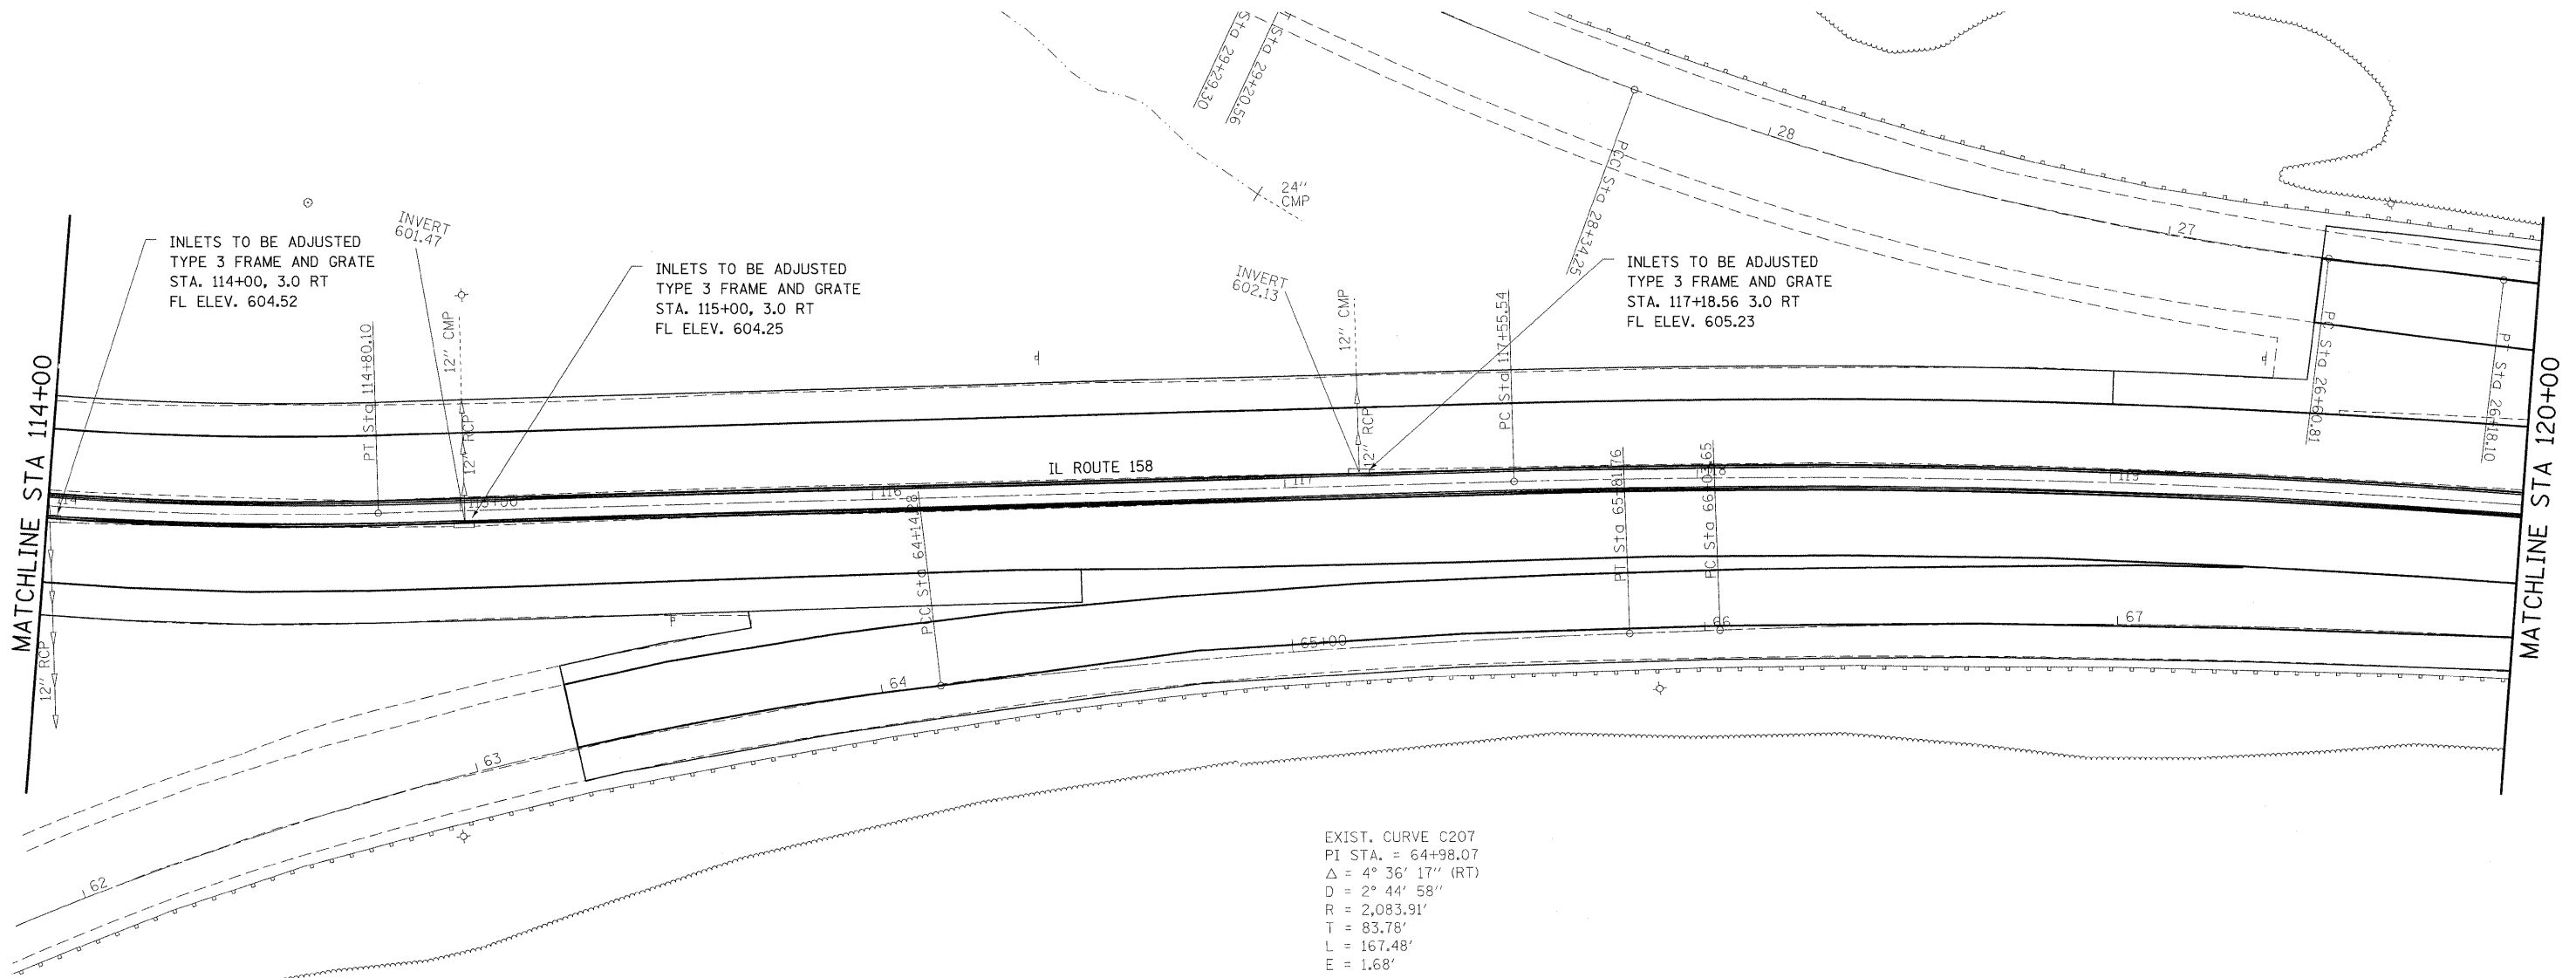 Sta 29+29.30
Sta 29+20.56
28
27
24''
CMP
PCC Sta 28+34.25
INLETS TO BE ADJUSTED
TYPE 3 FRAME AND GRATE
STA. 114+00, 3.0 RT
FL ELEV. 604.52
INVERT
601.47
INLETS TO BE ADJUSTED
TYPE 3 FRAME AND GRATE
STA. 115+00, 3.0 RT
FL ELEV. 604.25
INVERT
602.13
INLETS TO BE ADJUSTED
TYPE 3 FRAME AND GRATE
STA. 117+18.56 3.0 RT
FL ELEV. 605.23
PT Sta 114+80.10
12'' CMP
12'' RCP
12'' CMP
12'' RCP
PC Sta 117+55.54
PC Sta 26+60.81
PT Sta 26+18.10
MATCHLINE STA 114+00
MATCHLINE STA 120+00
IL ROUTE 158
114
115+00
116
117
118
119
PCC Sta 64+14.28
PT Sta 65+81.76
PC Sta 66+03.65
12'' RCP
62
63
64
65+00
66
67
EXIST. CURVE C207
PI STA. = 64+98.07
Δ = 4° 36' 17'' (RT)
D = 2° 44' 58''
R = 2,083.91'
T = 83.78'
L = 167.48'
E = 1.68'